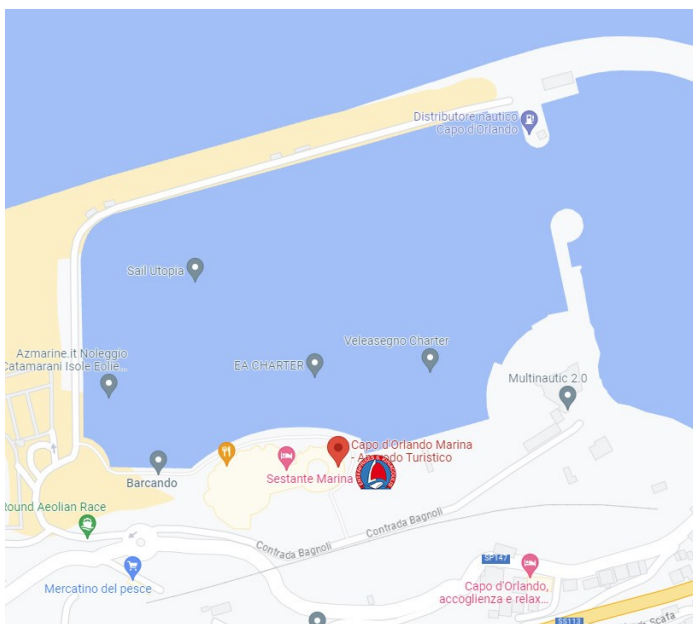 Distributore nautico
Capo d'Orlando
Sail Utopia
Azmarine.it Noleggio
Catamarani Isole Eolie...
EA CHARTER
Veleasegno Charter
Multinautic 2.0
Capo d'Orlando Marina
Turistico
Sestante Marina
Barcando
Round Aeolian Race
Contrada Bagnoli
Contrada Bagnoli
Mercatino del pesce
SP147
Capo d'Orlando,
accoglienza e relax...
SS113
Scafa